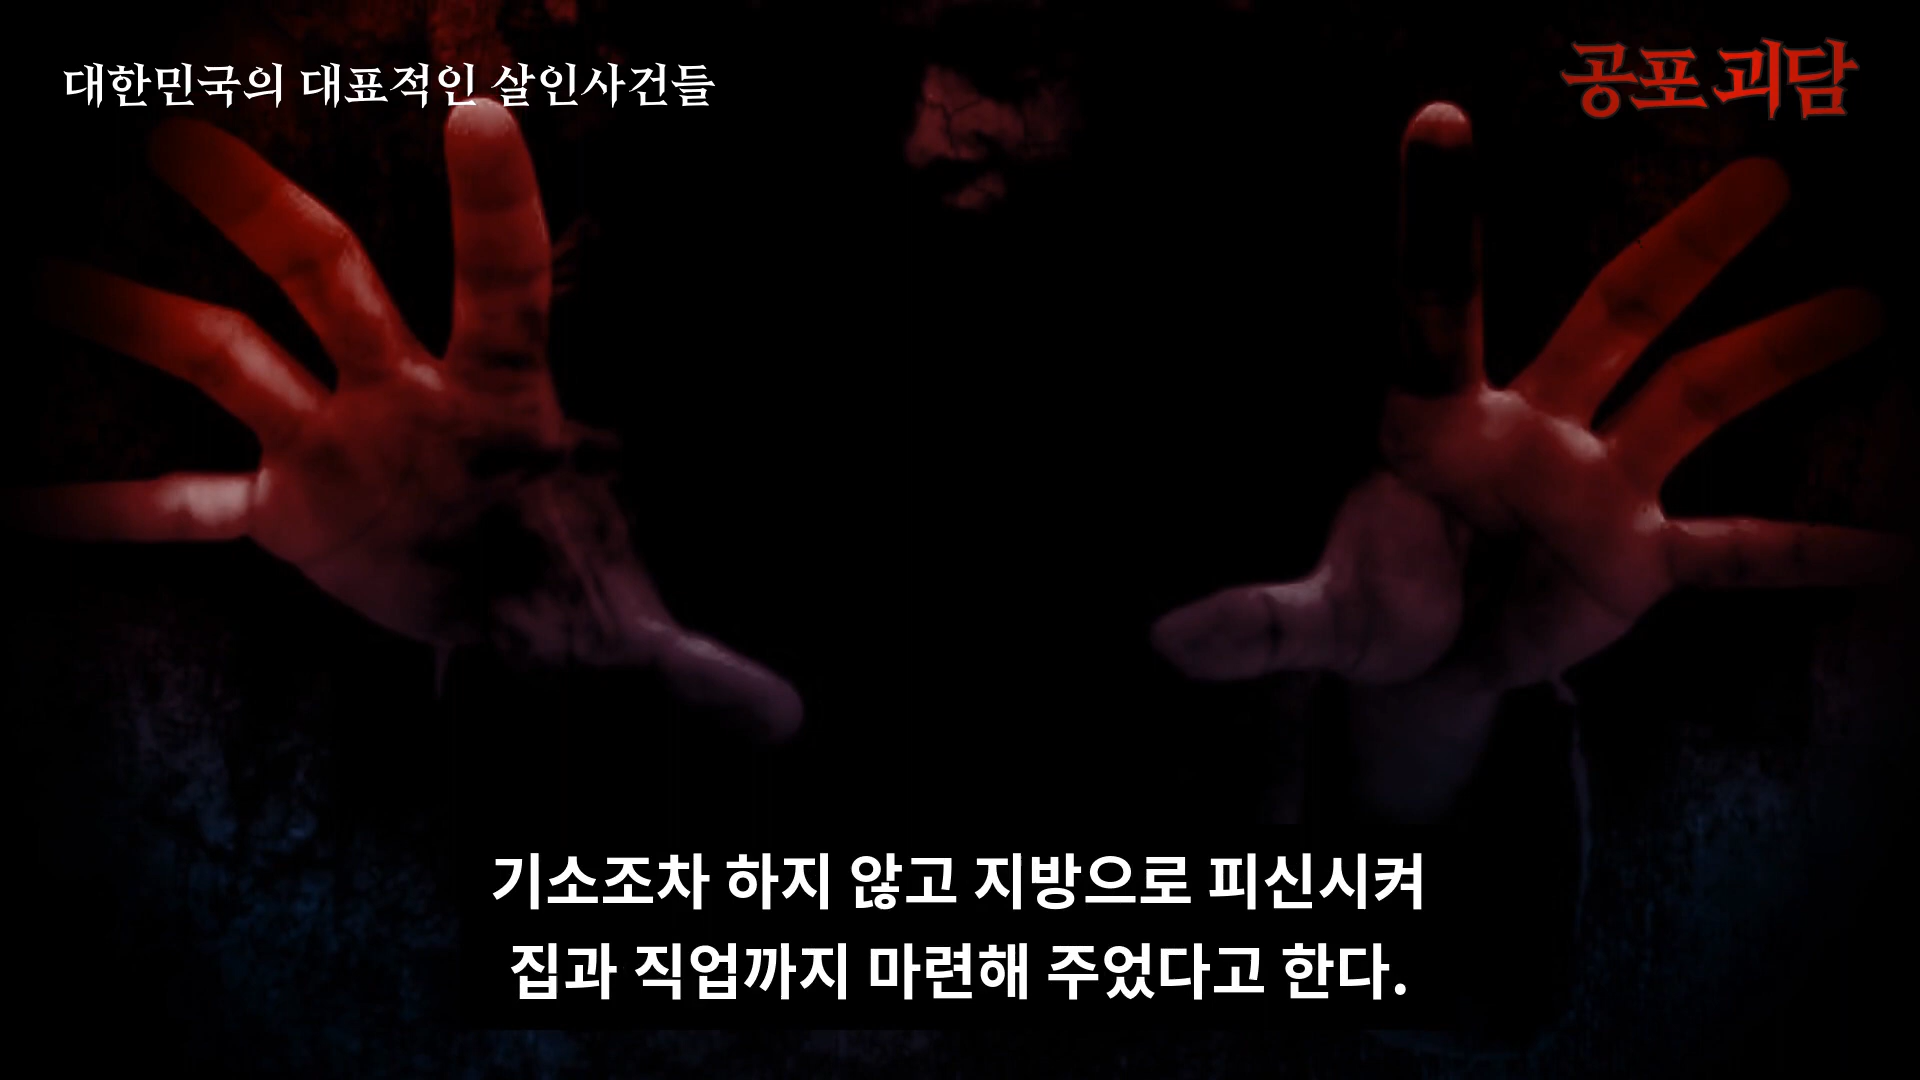 대한민국의 대표적인 살인사건들
공포 괴담
기소조차 하지 않고 지방으로 피신시켜
집과 직업까지 마련해 주었다고 한다.